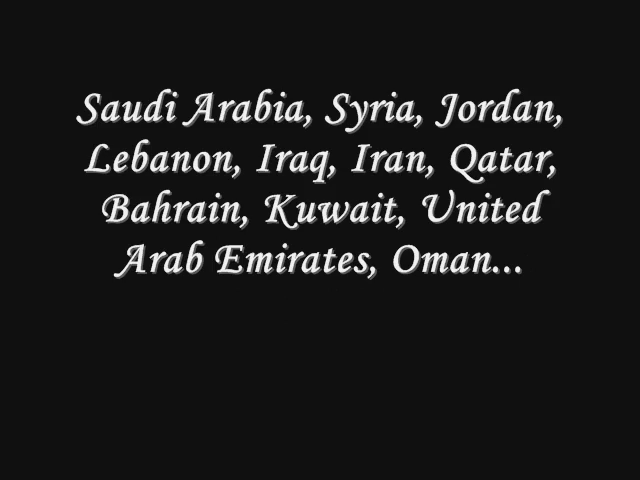 Saudi Arabia, Syria, Jordan,
Lebanon, Iraq, Iran, Qatar,
Bahrain, Kuwait, United
Arab Emirates, Oman...